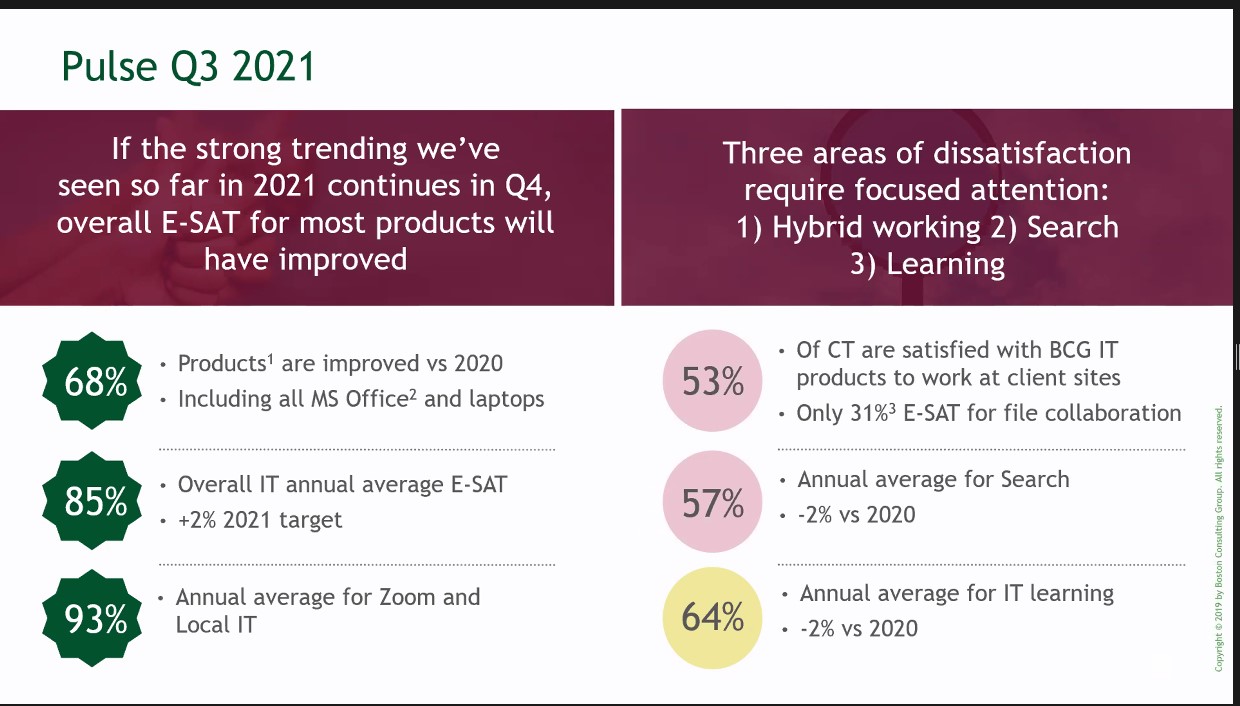 Pulse Q3 2021
If the strong trending we’ve
seen so far in 2021 continues in Q4,
overall E-SAT for most products will
have improved
68%
• Products¹ are improved vs 2020
• Including all MS Office² and laptops
85%
• Overall IT annual average E-SAT
• +2% 2021 target
93%
• Annual average for Zoom and
Local IT
Three areas of dissatisfaction
require focused attention:
1) Hybrid working 2) Search
3) Learning
53%
• Of CT are satisfied with BCG IT
products to work at client sites
• Only 31%³ E-SAT for file collaboration
57%
• Annual average for Search
• -2% vs 2020
64%
• Annual average for IT learning
• -2% vs 2020
Copyright © 2019 by Boston Consulting Group. All rights reserved.